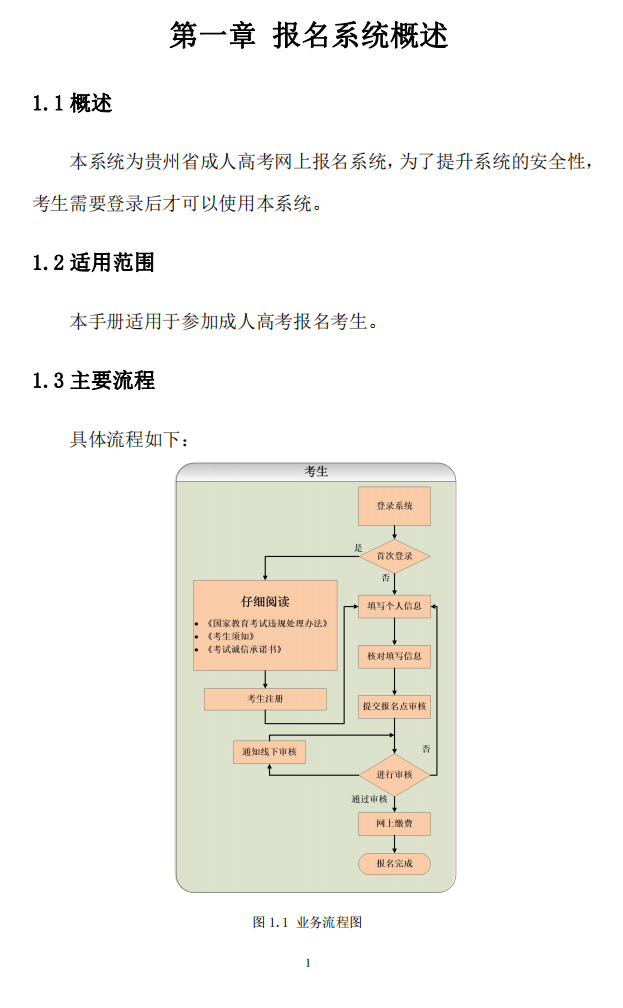 第一章 报名系统概述
1.1 概述
本系统为贵州省成人高考网上报名系统，为了提升系统的安全性，
考生需要登录后才可以使用本系统。
1.2 适用范围
本手册适用于参加成人高考报名考生。
1.3 主要流程
具体流程如下：
考生
登录系统
首次登录
是
否
仔细阅读
• 《国家教育考试违规处理办法》
• 《考生须知》
• 《考试诚信承诺书》
考生注册
填写个人信息
核对填写信息
提交报名点审核
通知线下审核
否
进行审核
通过审核
网上缴费
报名完成
图 1.1 业务流程图
1